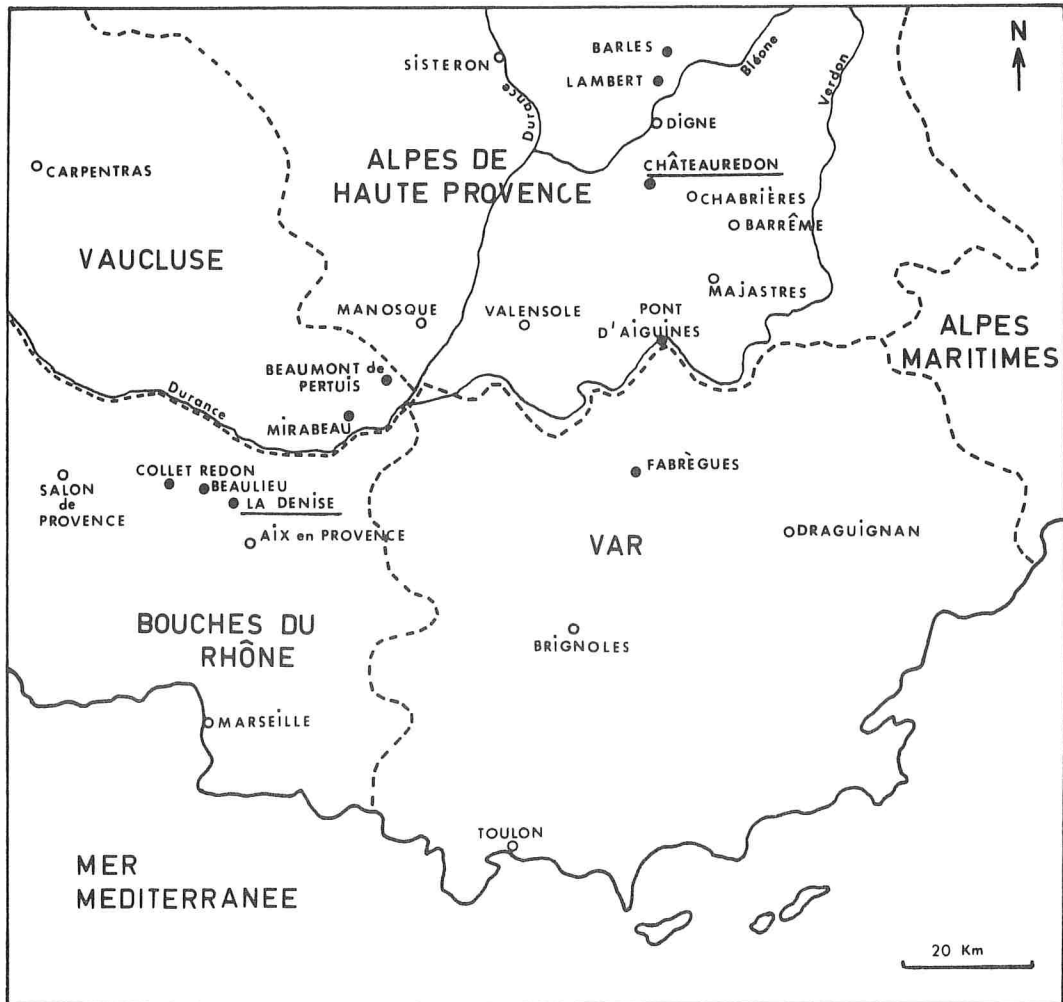 N
BARLES
SISTERON
LAMBERT
Bléone
Verdon
Durance
DIGNE
CARPENTRAS
ALPES DE
HAUTE PROVENCE
CHÂTEAUREDON
CHABRIÈRES
BARRÊME
VAUCLUSE
MAJASTRES
MANOSQUE
VALENSOLE
PONT
D'AIGUINES
ALPES
MARITIMES
BEAUMONT de
PERTUIS
Durance
MIRABEAU
COLLET REDON
BEAULIEU
LA DENISE
SALON
de
PROVENCE
FABRÈGUES
AIX en PROVENCE
VAR
DRAGUIGNAN
BOUCHES DU
RHÔNE
BRIGNOLES
MARSEILLE
TOULON
MER
MEDITERRANEE
20 Km